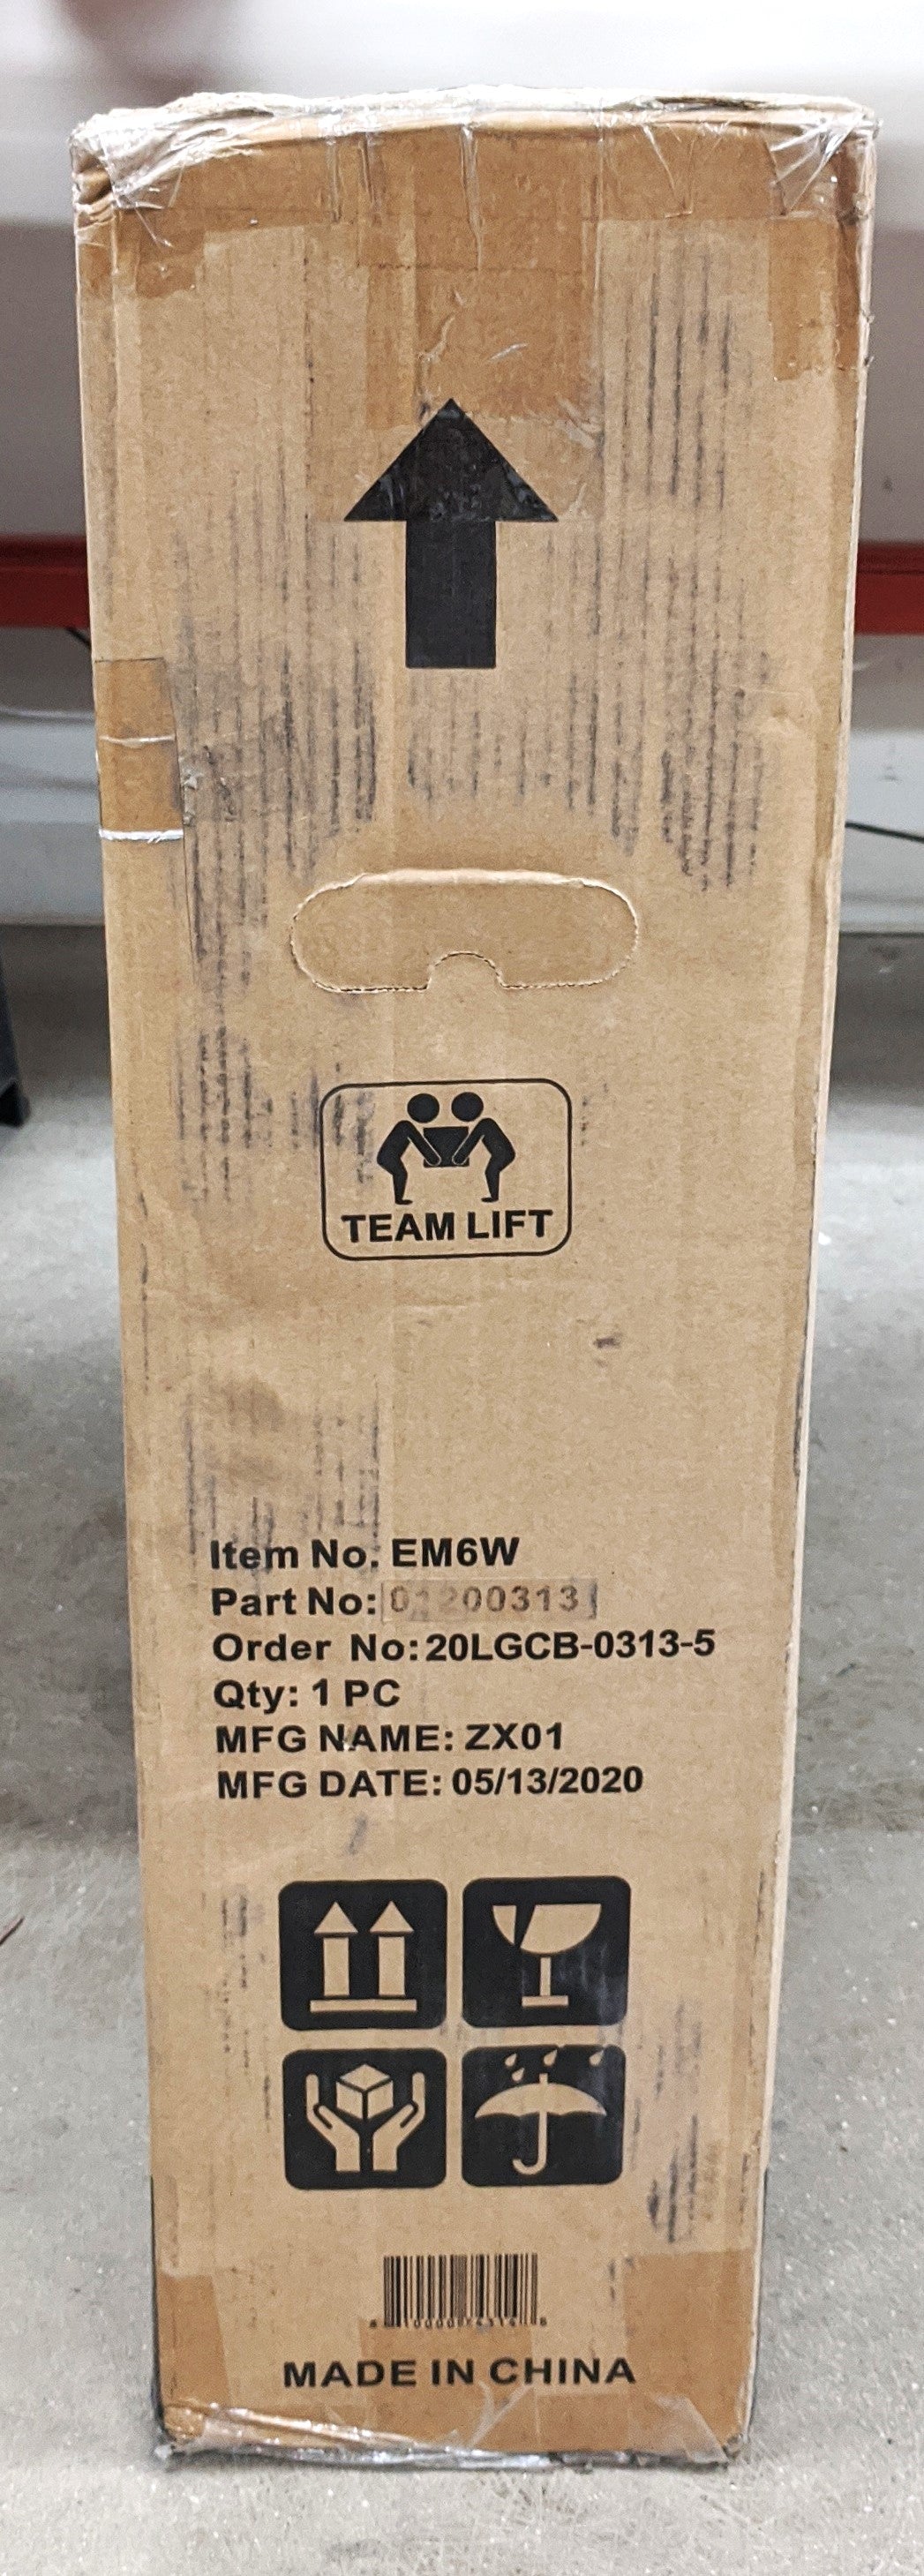 TEAM LIFT
Item No. EM6W
Part No: 01200313
Order No:20LGCB-0313-5
Qty: 1 PC
MFG NAME: ZX01
MFG DATE: 05/13/2020
MADE IN CHINA